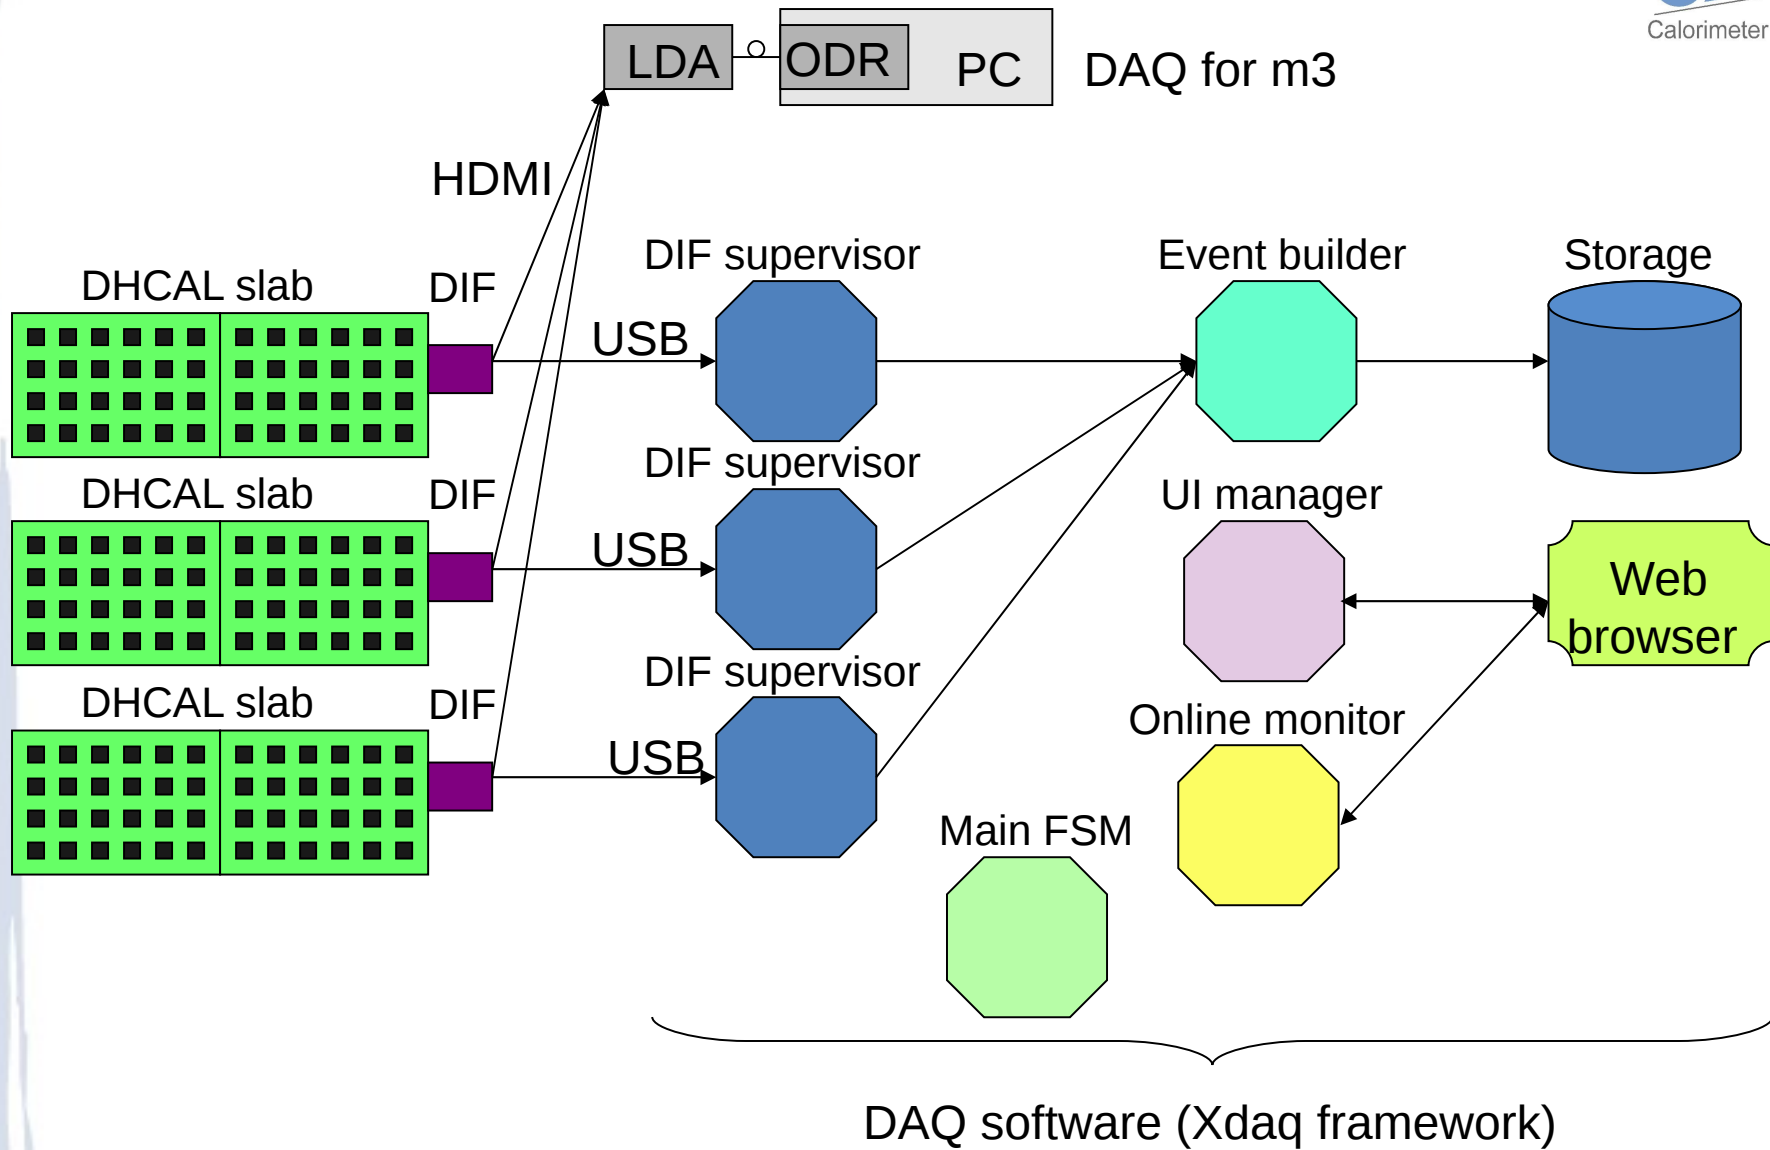 Calorimeter
LDA
ODR
PC
DAQ for m3
HDMI
DHCAL slab
DIF
USB
DIF supervisor
Event builder
Storage
DHCAL slab
DIF
USB
DIF supervisor
UI manager
Web
browser
DHCAL slab
DIF
USB
DIF supervisor
Online monitor
Main FSM
DAQ software (Xdaq framework)